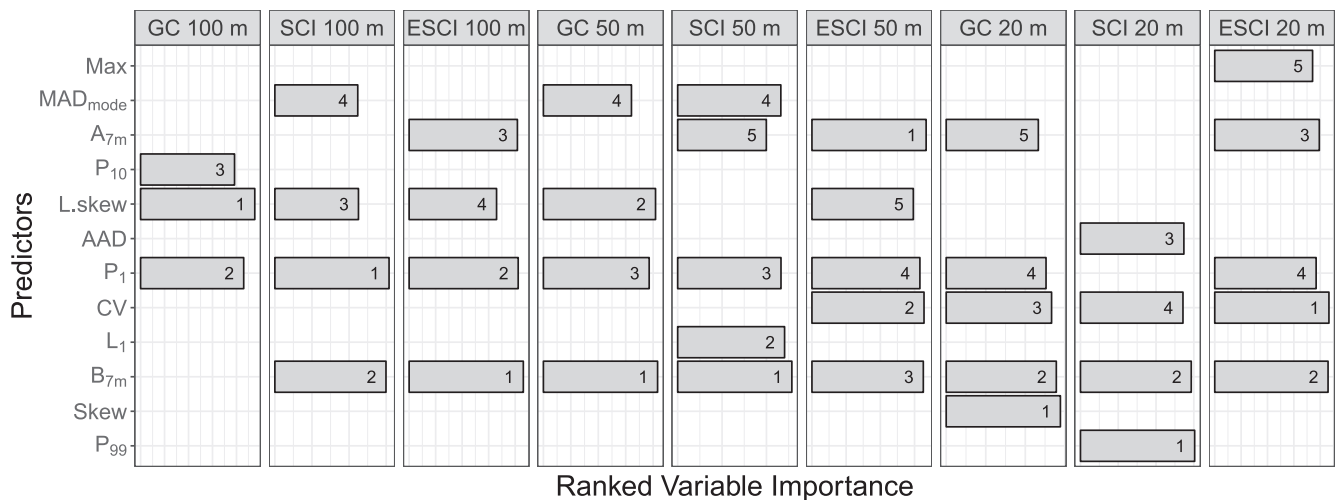 GC 100 m SCI 100 m ESCI 100 m GC 50 m SCI 50 m ESCI 50 m GC 20 m SCI 20 m ESCI 20 m
Max 5
MADmode 4 4 4
A7m 3 5 1 5 3
P10 3
L.skew 1 3 4 2 5
AAD 3
P1 2 1 2 3 3 4 4 4
CV 2 3 4 1
L1 2
B7m 2 1 1 1 3 2 2 2
Skew 1
P99 1
Predictors
Ranked Variable Importance